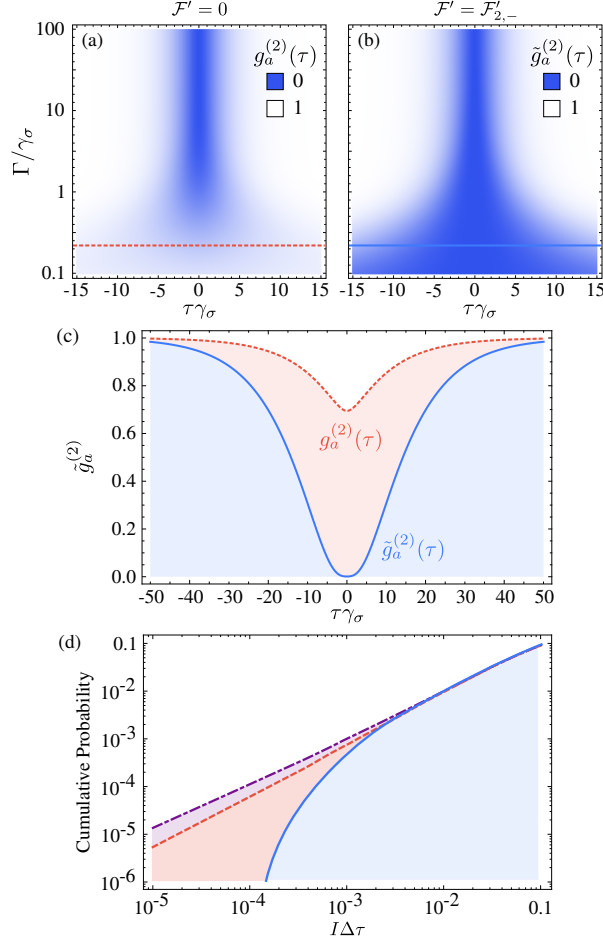 𝓕′ = 0
𝓕′ = 𝓕′₂,₋
(a)
g_a^(2)(τ)
0
1
(b)
g̃_a^(2)(τ)
0
1
100
10
1
0.1
Γ/γ_σ
-15 -10 -5 0 5 10 15
-15 -10 -5 0 5 10 15
τγ_σ
τγ_σ
(c)
1.0
0.8
0.6
0.4
0.2
0.0
g̃_a^(2)
g_a^(2)(τ)
g̃_a^(2)(τ)
-50 -40 -30 -20 -10 0 10 20 30 40 50
τγ_σ
(d)
0.1
10^-2
10^-3
10^-4
10^-5
10^-6
Cumulative Probability
10^-5 10^-4 10^-3 10^-2 0.1
IΔτ